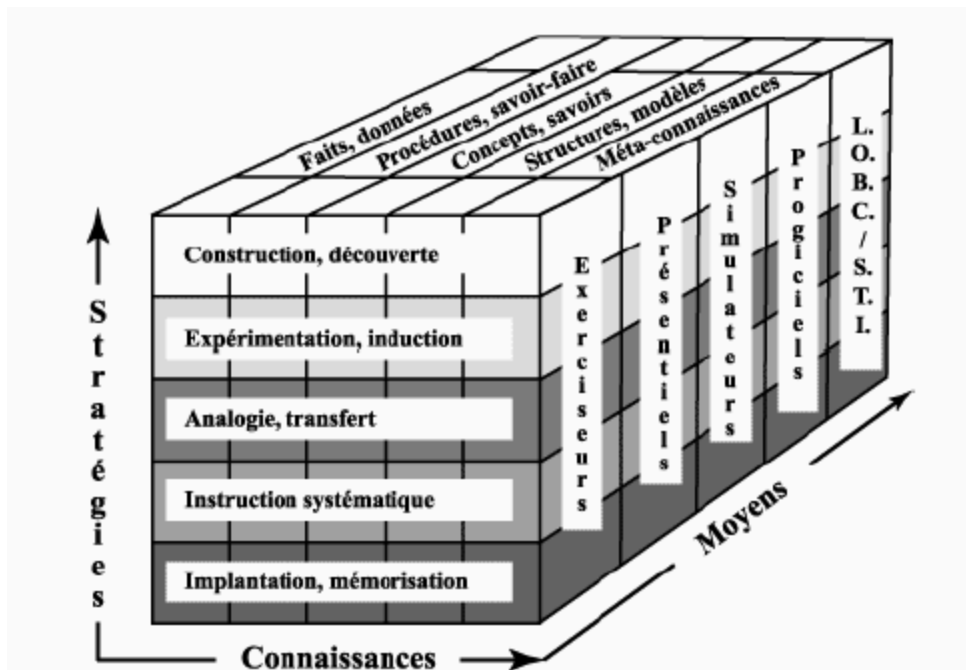 Faits, données
Procédures, savoir-faire
Concepts, savoirs
Structures, modèles
Méta-connaissances
Stratégies
Construction, découverte
Expérimentation, induction
Analogie, transfert
Instruction systématique
Implantation, mémorisation
Exerciseurs
Présentiels
Simulateurs
Progiciels
L.O.B.C./S.T.I.
Moyens
Connaissances